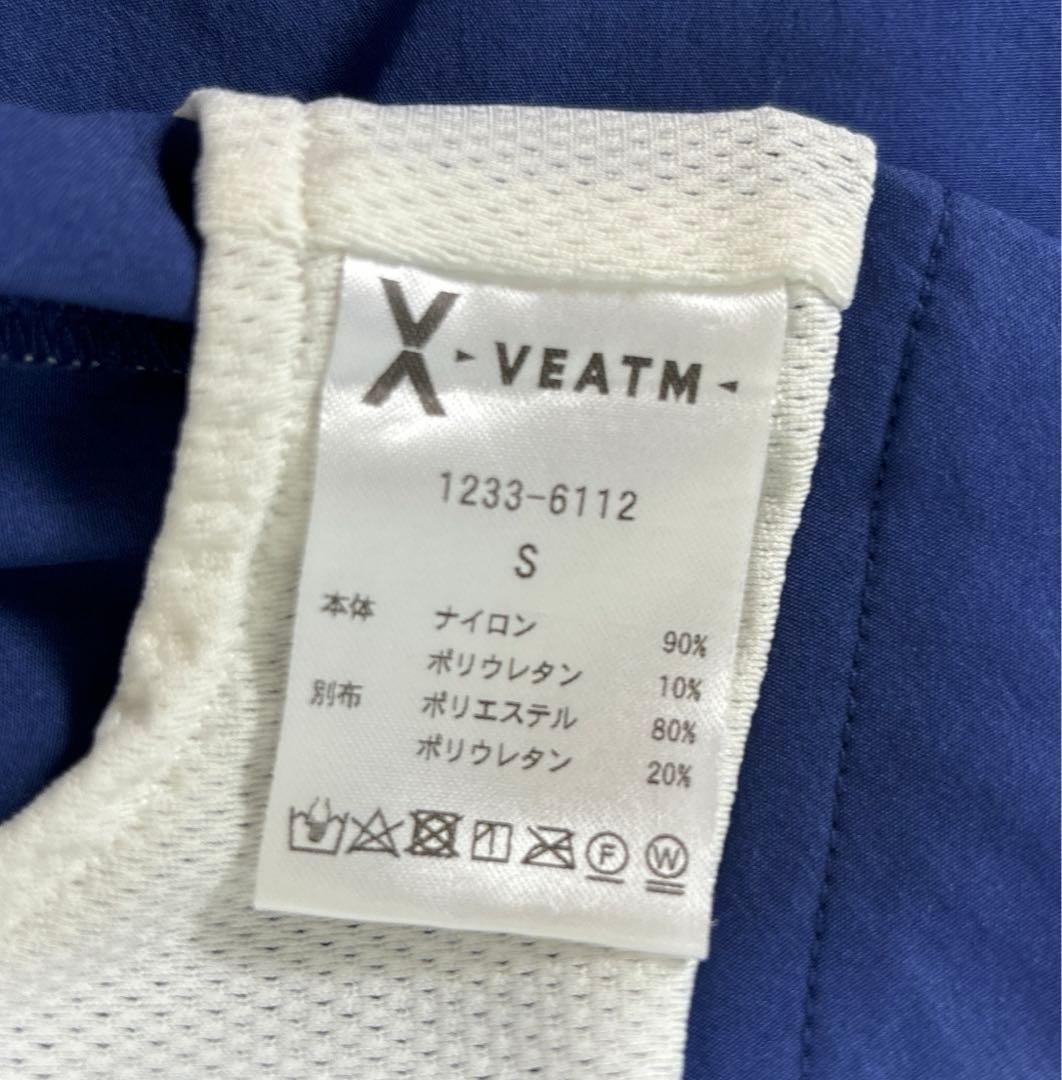 X VEATM
1233-6112
S
本体 ナイロン 90%
ポリウレタン 10%
別布 ポリエステル 80%
ポリウレタン 20%
F W